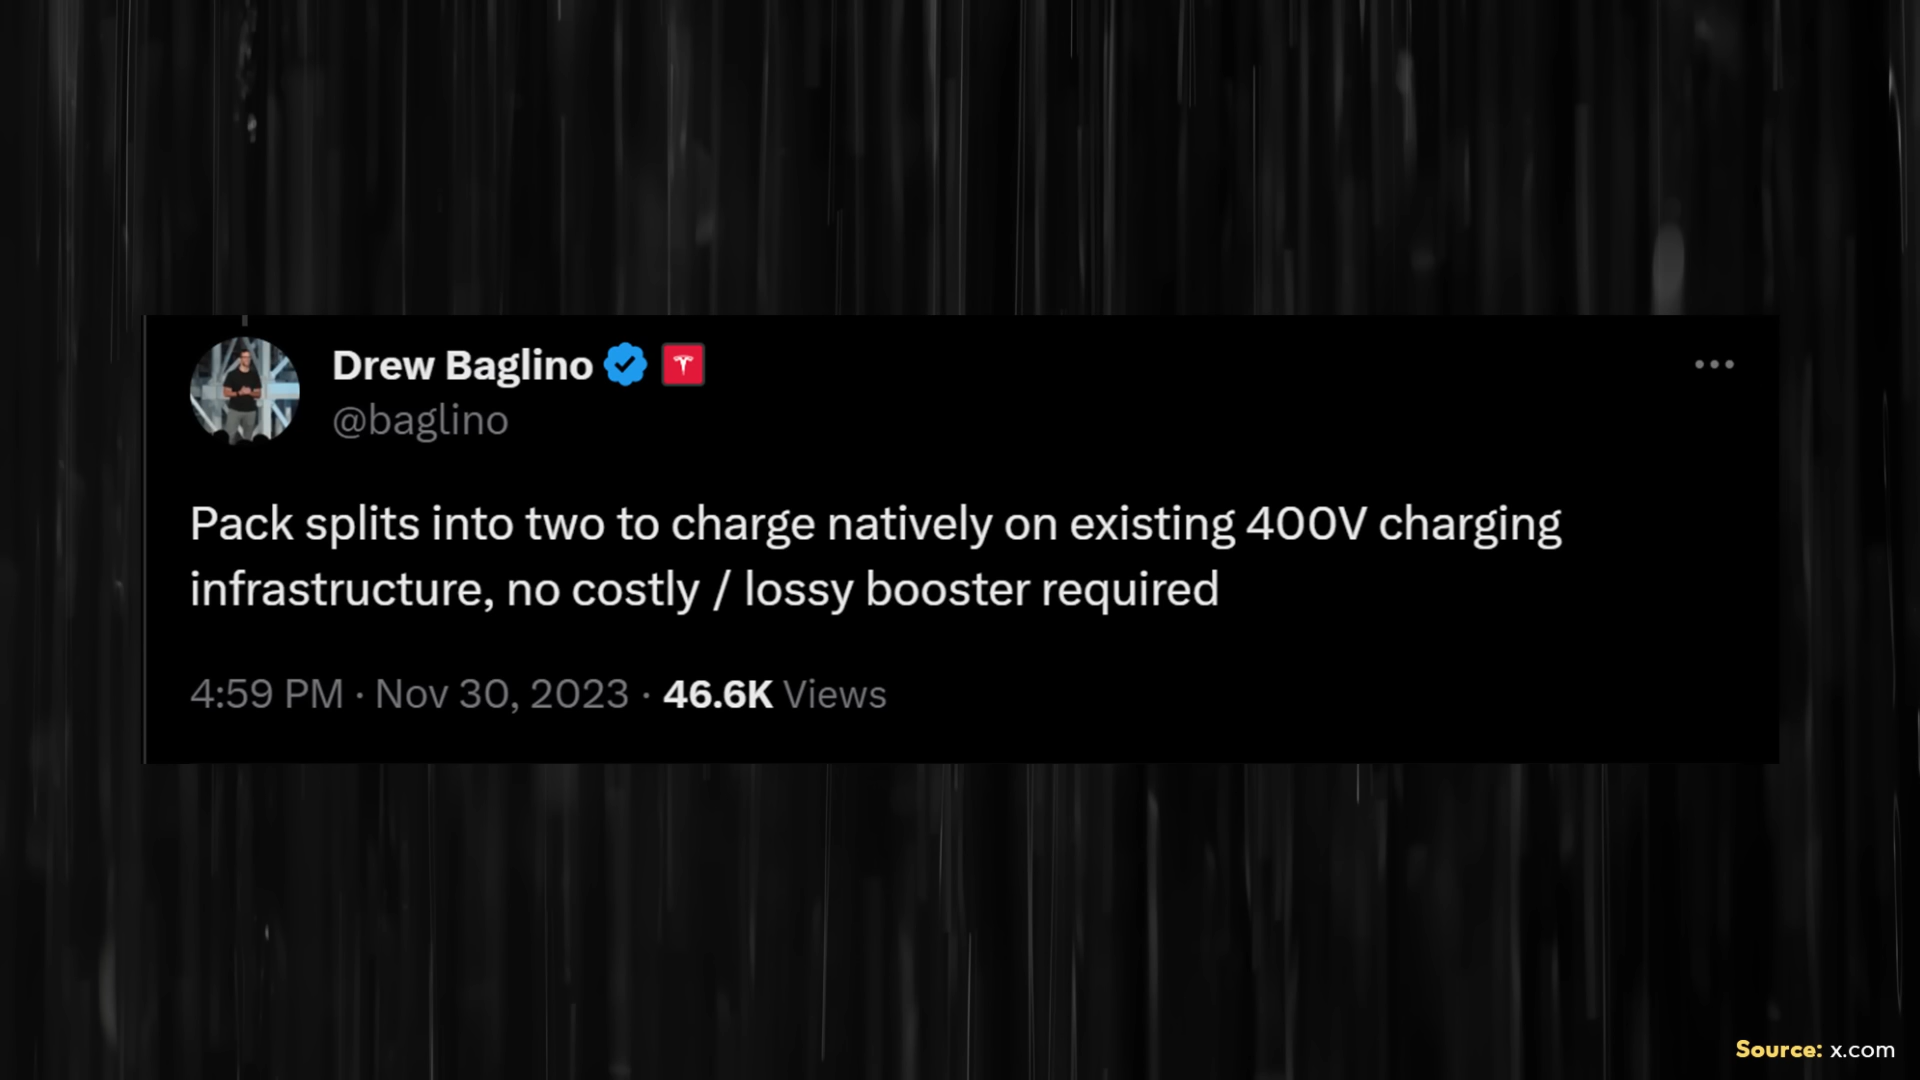 Drew Baglino
@baglino
Pack splits into two to charge natively on existing 400V charging
infrastructure, no costly / lossy booster required
4:59 PM · Nov 30, 2023 · 46.6K Views
Source: x.com